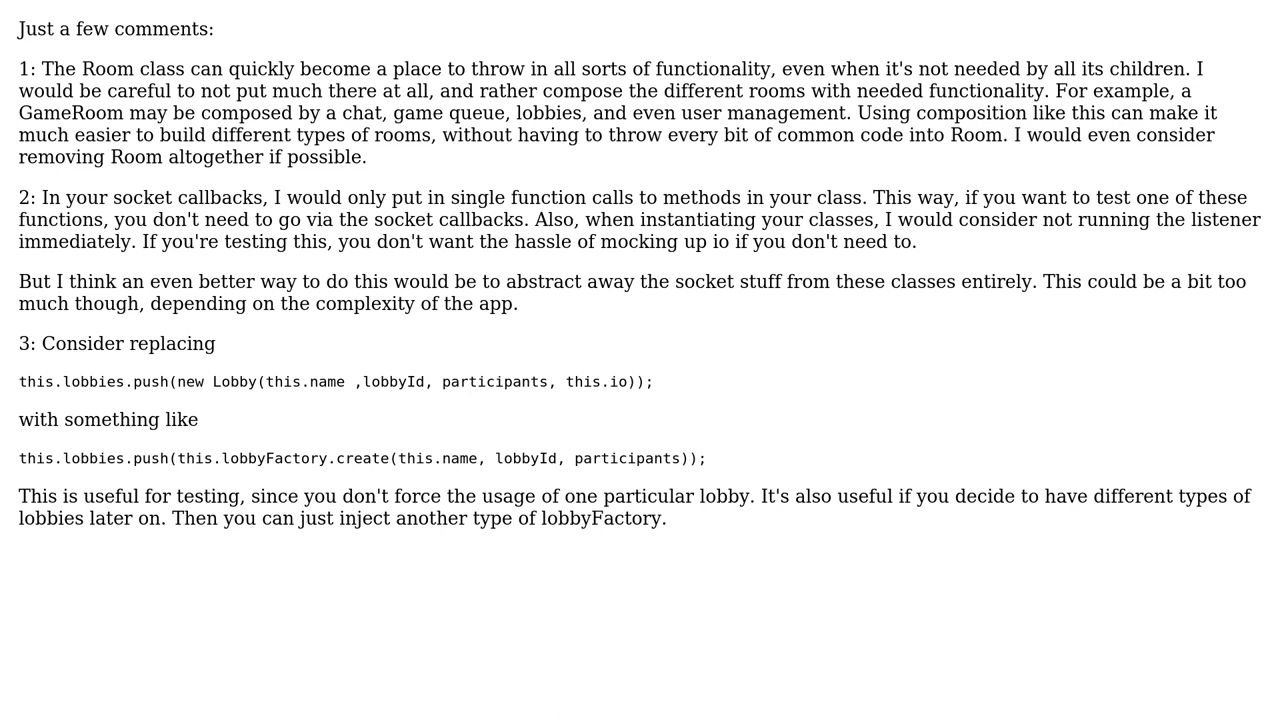 Just a few comments:
1: The Room class can quickly become a place to throw in all sorts of functionality, even when it's not needed by all its children. I
would be careful to not put much there at all, and rather compose the different rooms with needed functionality. For example, a
GameRoom may be composed by a chat, game queue, lobbies, and even user management. Using composition like this can make it
much easier to build different types of rooms, without having to throw every bit of common code into Room. I would even consider
removing Room altogether if possible.
2: In your socket callbacks, I would only put in single function calls to methods in your class. This way, if you want to test one of these
functions, you don't need to go via the socket callbacks. Also, when instantiating your classes, I would consider not running the listener
immediately. If you're testing this, you don't want the hassle of mocking up io if you don't need to.
But I think an even better way to do this would be to abstract away the socket stuff from these classes entirely. This could be a bit too
much though, depending on the complexity of the app.
3: Consider replacing
this.lobbies.push(new Lobby(this.name ,lobbyId, participants, this.io));
with something like
this.lobbies.push(this.lobbyFactory.create(this.name, lobbyId, participants));
This is useful for testing, since you don't force the usage of one particular lobby. It's also useful if you decide to have different types of
lobbies later on. Then you can just inject another type of lobbyFactory.